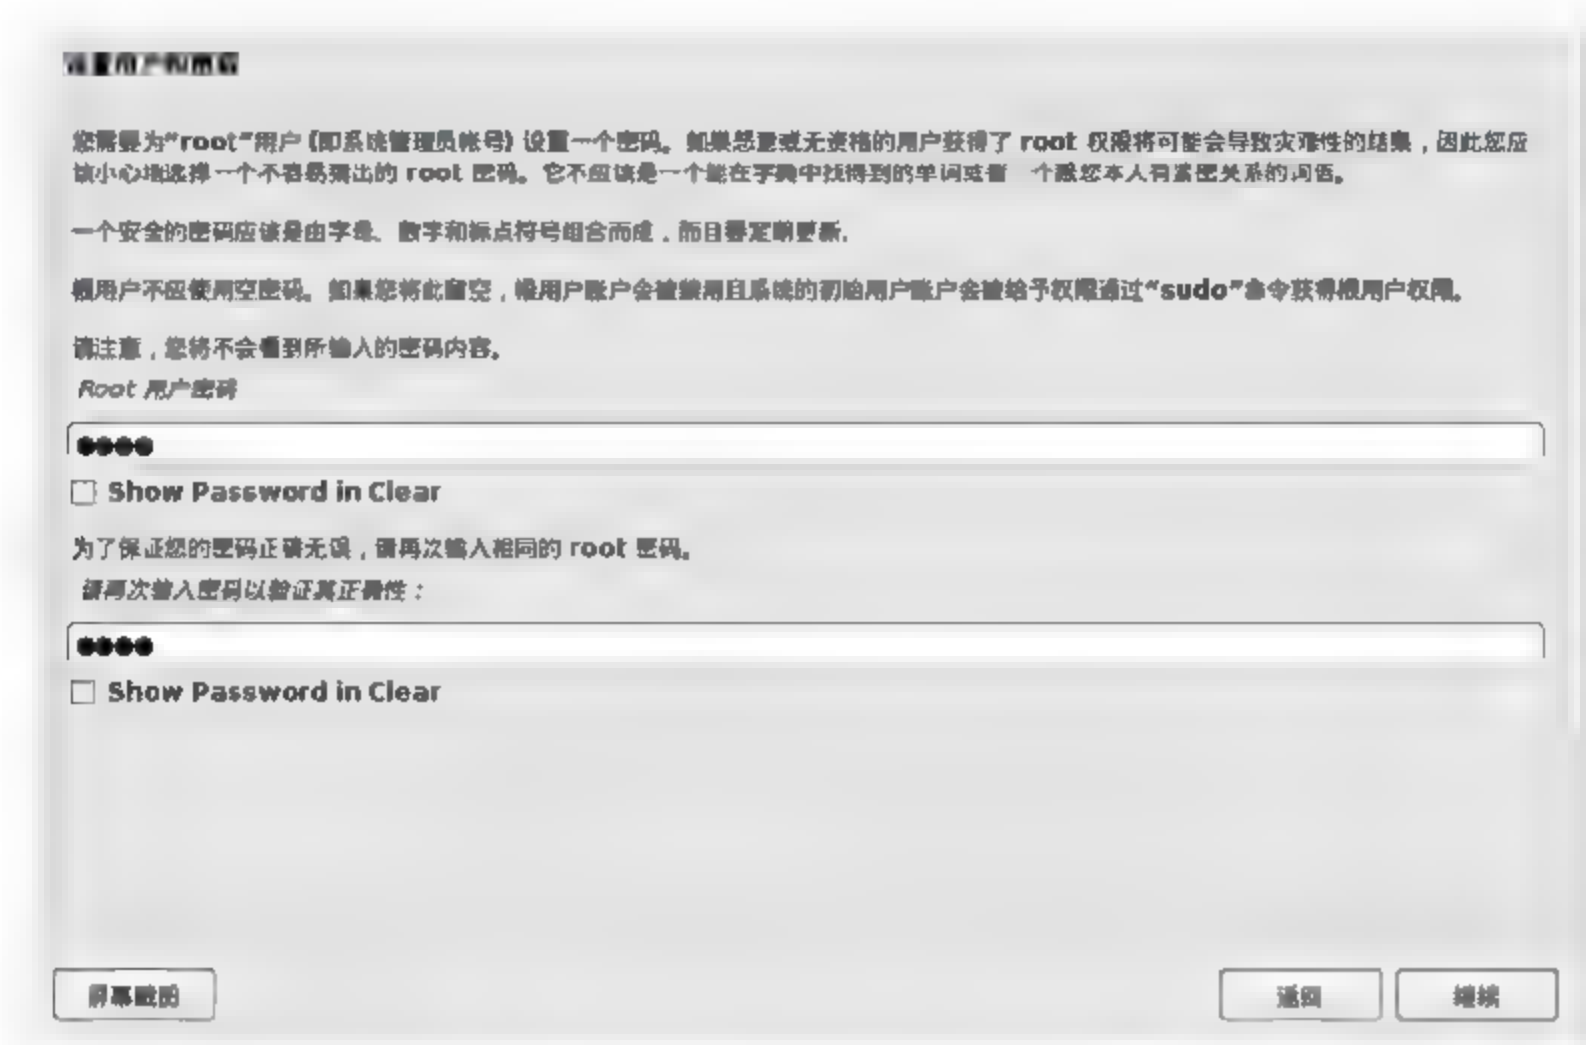 设置用户和密码
您需要为“root”用户 (即系统管理员帐号) 设置一个密码。如果恶意或无资格的用户获得了 root 权限将可能会导致灾难性的结果，因此您应
该小心地选择一个不容易猜出的 root 密码。它不应该是一个能在字典中找得到的单词或者一个跟您本人有紧密关系的词语。
一个安全的密码应该是由字母、数字和标点符号组合而成，而且要定期更新。
根用户不应使用空密码。如果您将此留空，根用户账户会被禁用且系统的初始用户账户会被给予权限通过“sudo”命令获得根用户权限。
请注意，您将不会看到所输入的密码内容。
Root 用户密码
●●●●
Show Password in Clear
为了保证您的密码正确无误，请再次输入相同的 root 密码。
请再次输入密码以验证其正确性：
●●●●
Show Password in Clear
屏幕截图 返回 继续